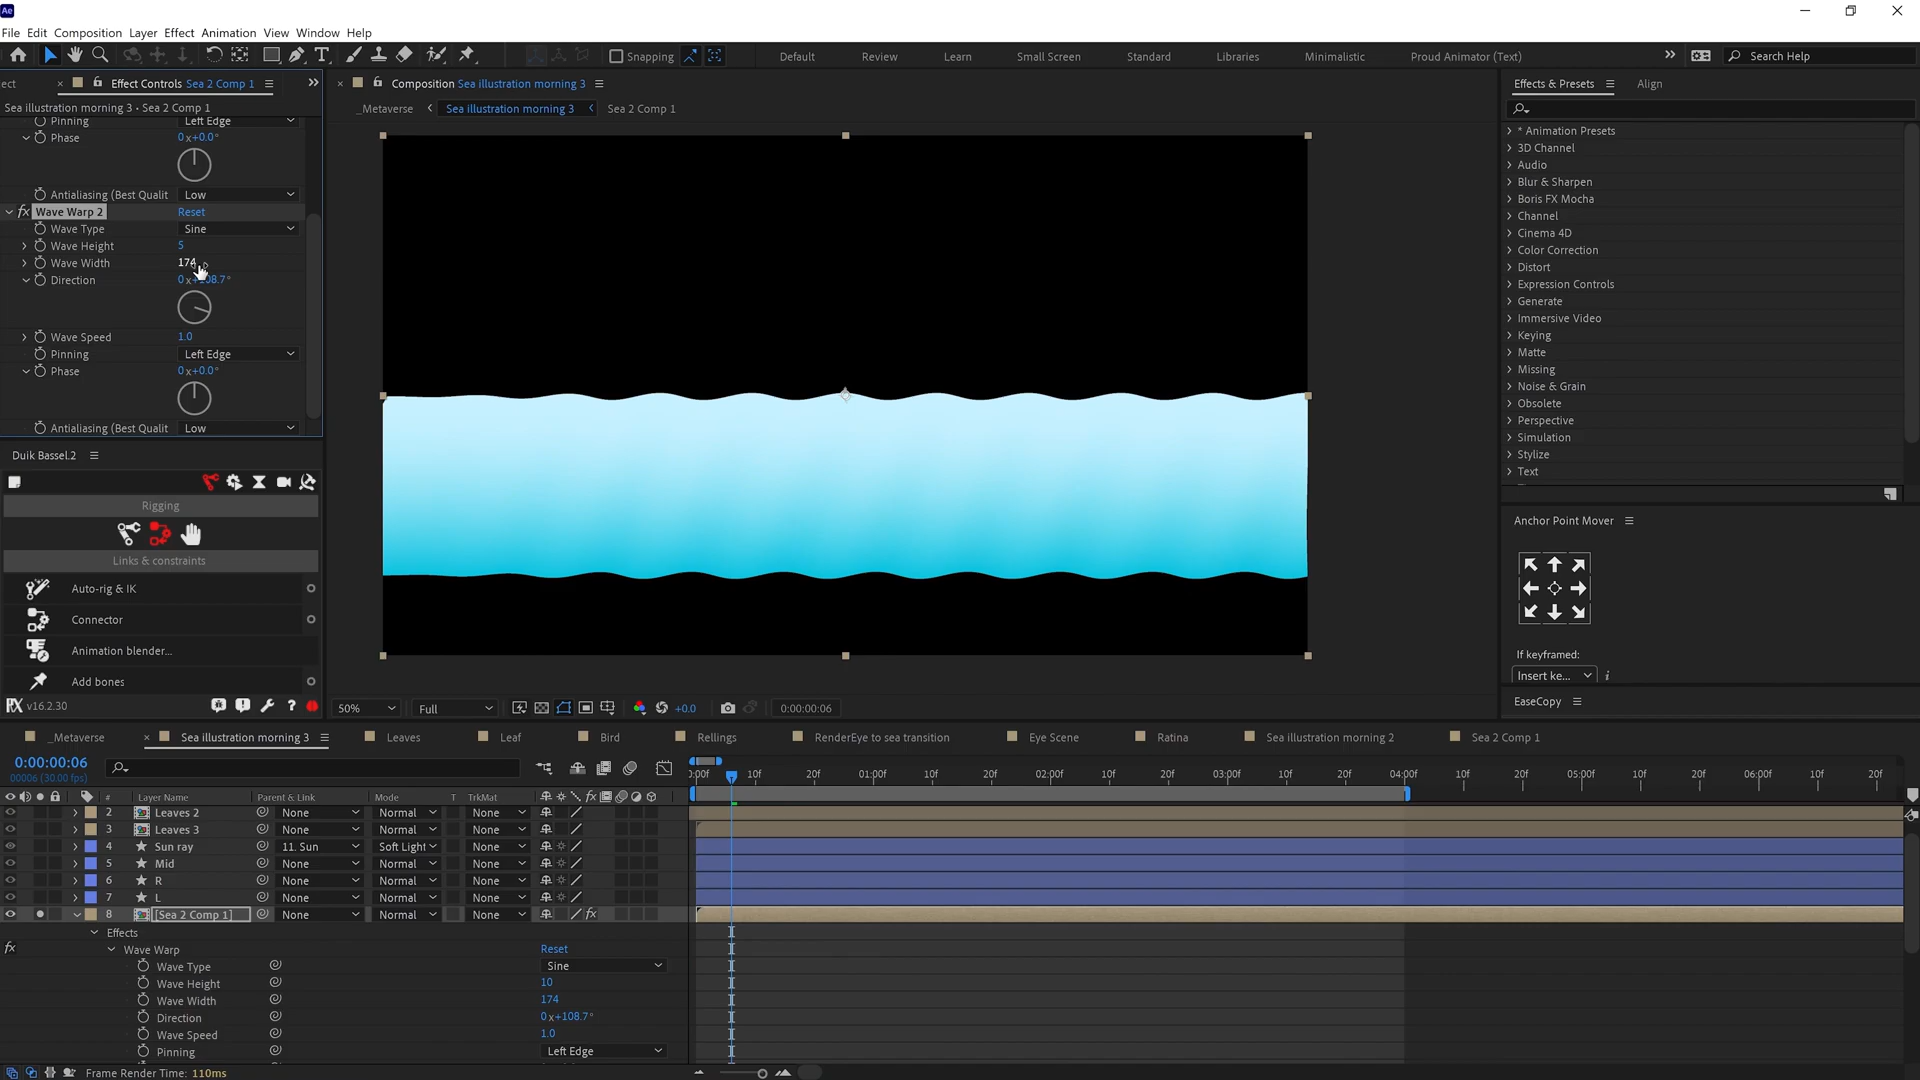 Ae
File Edit Composition Layer Effect Animation View Window Help
Snapping Default Review Learn Small Screen Standard Libraries Minimalistic Proud Animator (Text) Search Help
ect Effect Controls Sea 2 Comp 1
Sea illustration morning 3 • Sea 2 Comp 1
Pinning Left Edge
Phase 0 x+0.0°
Antialiasing (Best Qualit Low
fx Wave Warp 2 Reset
Wave Type Sine
Wave Height 5
Wave Width 174
Direction
Wave Speed 1.0
Pinning Left Edge
Phase 0 x+0.0°
Antialiasing (Best Qualit Low
Duik Bassel.2
Rigging
Links & constraints
Auto-rig & IK
Connector
Animation blender...
Add bones
v16.2.30
Composition Sea illustration morning 3
_Metaverse Sea illustration morning 3 Sea 2 Comp 1
50% Full +0.0 0:00:00:06
Effects & Presets Align
* Animation Presets
3D Channel
Audio
Blur & Sharpen
Boris FX Mocha
Channel
Cinema 4D
Color Correction
Distort
Expression Controls
Generate
Immersive Video
Keying
Matte
Missing
Noise & Grain
Obsolete
Perspective
Simulation
Stylize
Text
Anchor Point Mover
If keyframed:
Insert ke... i
EaseCopy
_Metaverse Sea illustration morning 3 Leaves Leaf Bird Rellings RenderEye to sea transition Eye Scene Ratina Sea illustration morning 2 Sea 2 Comp 1
0:00:00:06
00006 (30.00 fps)
# Layer Name Parent & Link Mode T TrkMat
10f 20f 01:00f 10f 20f 02:00f 10f 20f 03:00f 10f 20f 04:00f 10f 20f 05:00f 10f 20f 06:00f 10f 20f
2 Leaves 2 None Normal None
3 Leaves 3 None Normal None
4 Sun ray 11. Sun Soft Light None
5 Mid None Normal None
6 R None Normal None
7 L None Normal None
8 [Sea 2 Comp 1] None Normal None fx
Effects
fx Wave Warp Reset
Wave Type Sine
Wave Height 10
Wave Width 174
Direction 0 x+108.7°
Wave Speed 1.0
Pinning Left Edge
Frame Render Time: 110ms